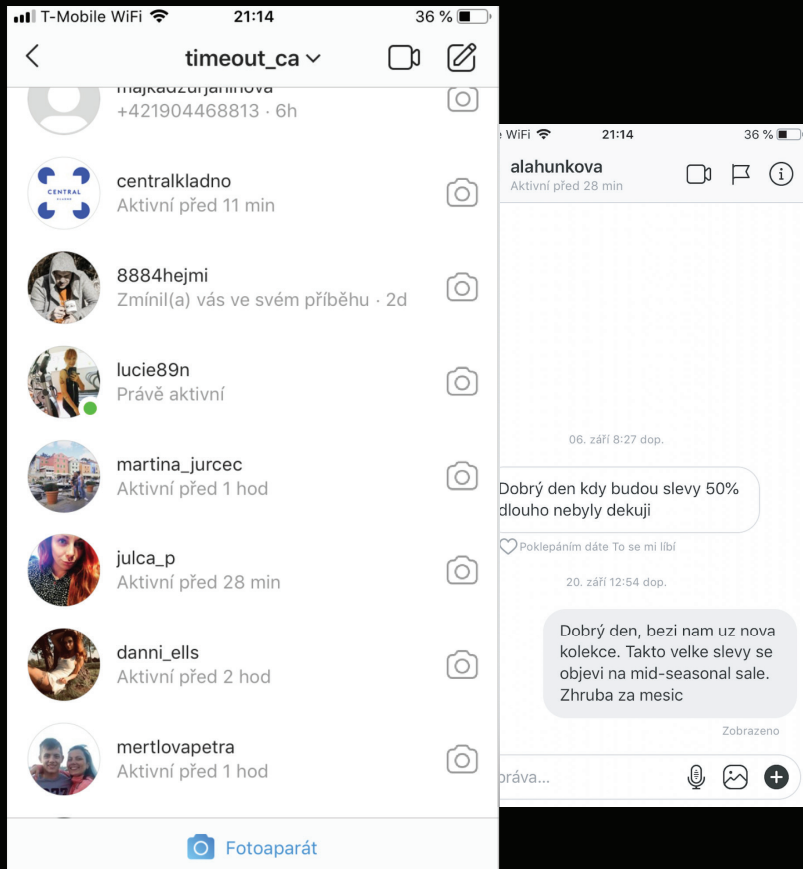 T-Mobile WiFi 21:14 36 %
timeout_ca
majkadzurjaninova
+421904468813 · 6h
CENTRAL
centralkladno
Aktivní před 11 min
8884hejmi
Zmínil(a) vás ve svém příběhu · 2d
lucie89n
Právě aktivní
martina_jurcec
Aktivní před 1 hod
julca_p
Aktivní před 28 min
danni_ells
Aktivní před 2 hod
mertlovapetra
Aktivní před 1 hod
Fotoaparát
WiFi 21:14 36 %
alahunkova
Aktivní před 28 min
06. září 8:27 dop.
Dobrý den kdy budou slevy 50%
dlouho nebyly dekuji
Poklepáním dáte To se mi líbí
20. září 12:54 dop.
Dobrý den, bezi nam uz nova
kolekce. Takto velke slevy se
objevi na mid-seasonal sale.
Zhruba za mesic
Zobrazeno
práva...